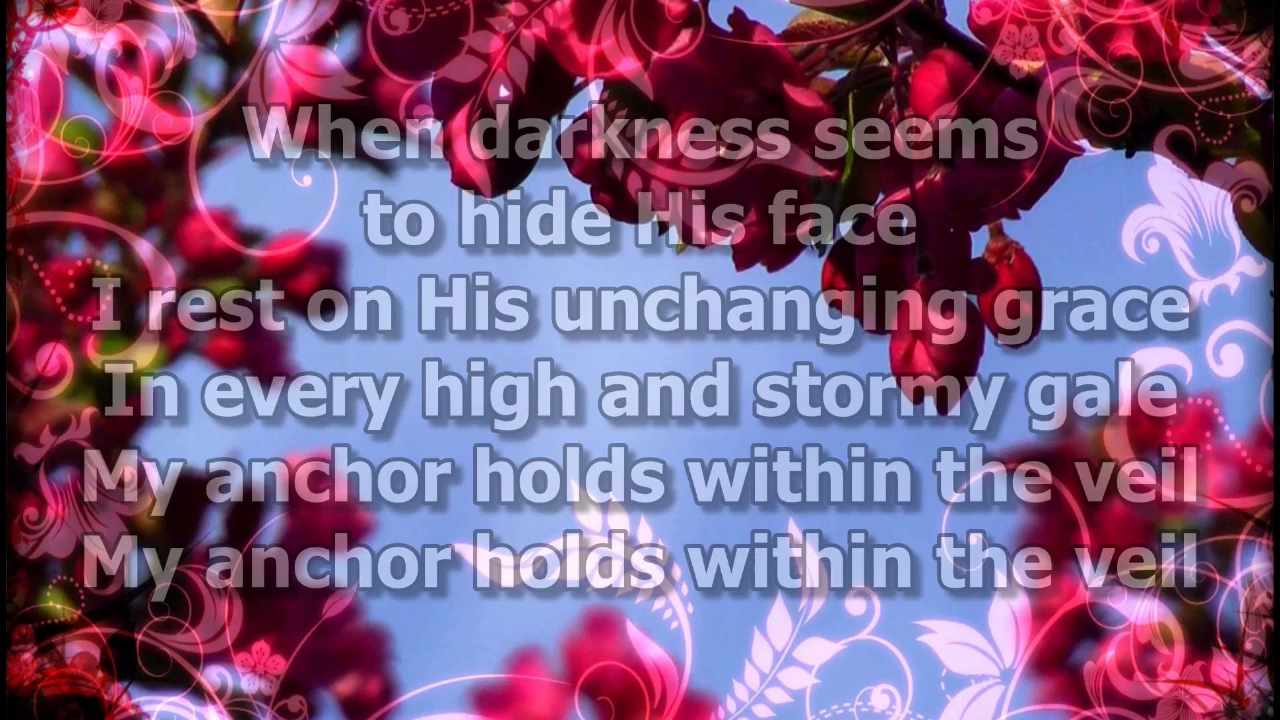 When darkness seems
to hide His face
I rest on His unchanging grace
In every high and stormy gale
My anchor holds within the veil
My anchor holds within the veil